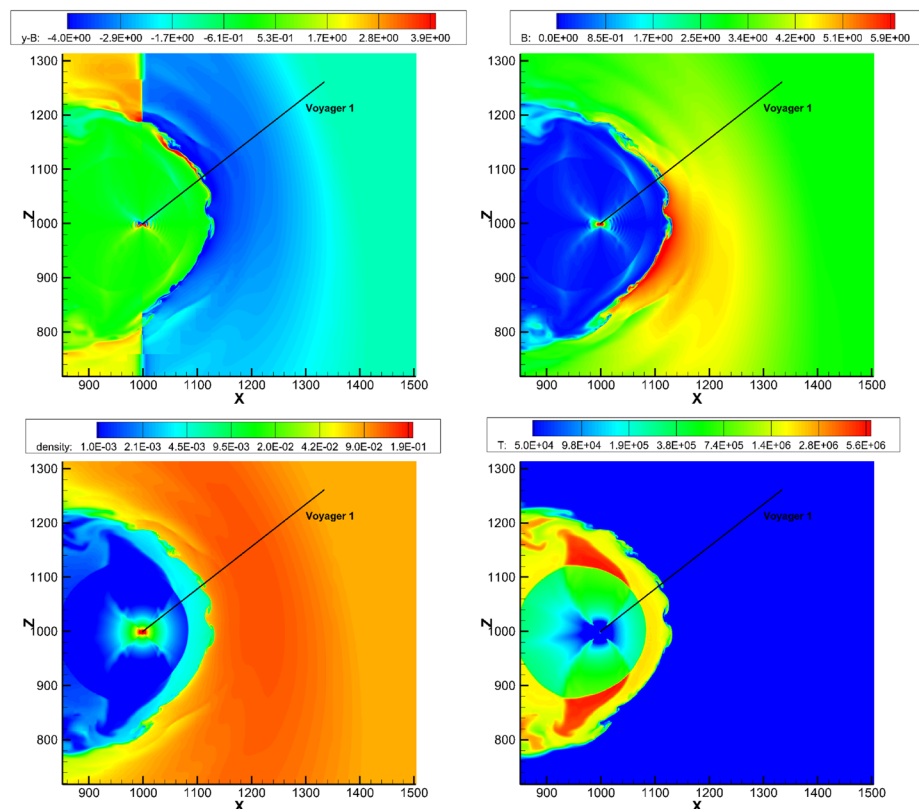 y-B: -4.0E+00 -2.9E+00 -1.7E+00 -6.1E-01 5.3E-01 1.7E+00 2.8E+00 3.9E+00
B: 0.0E+00 8.5E-01 1.7E+00 2.5E+00 3.4E+00 4.2E+00 5.1E+00 5.9E+00
1300
1200
1100
1000
900
800
Z
Voyager 1
900 1000 1100 1200 1300 1400 1500
X
1300
1200
1100
1000
900
800
Z
Voyager 1
900 1000 1100 1200 1300 1400 1500
X
density: 1.0E-03 2.1E-03 4.5E-03 9.5E-03 2.0E-02 4.2E-02 9.0E-02 1.9E-01
T: 5.0E+04 9.8E+04 1.9E+05 3.8E+05 7.4E+05 1.4E+06 2.8E+06 5.6E+06
1300
1200
1100
1000
900
800
Z
Voyager 1
900 1000 1100 1200 1300 1400 1500
X
1300
1200
1100
1000
900
800
Z
Voyager 1
900 1000 1100 1200 1300 1400 1500
X